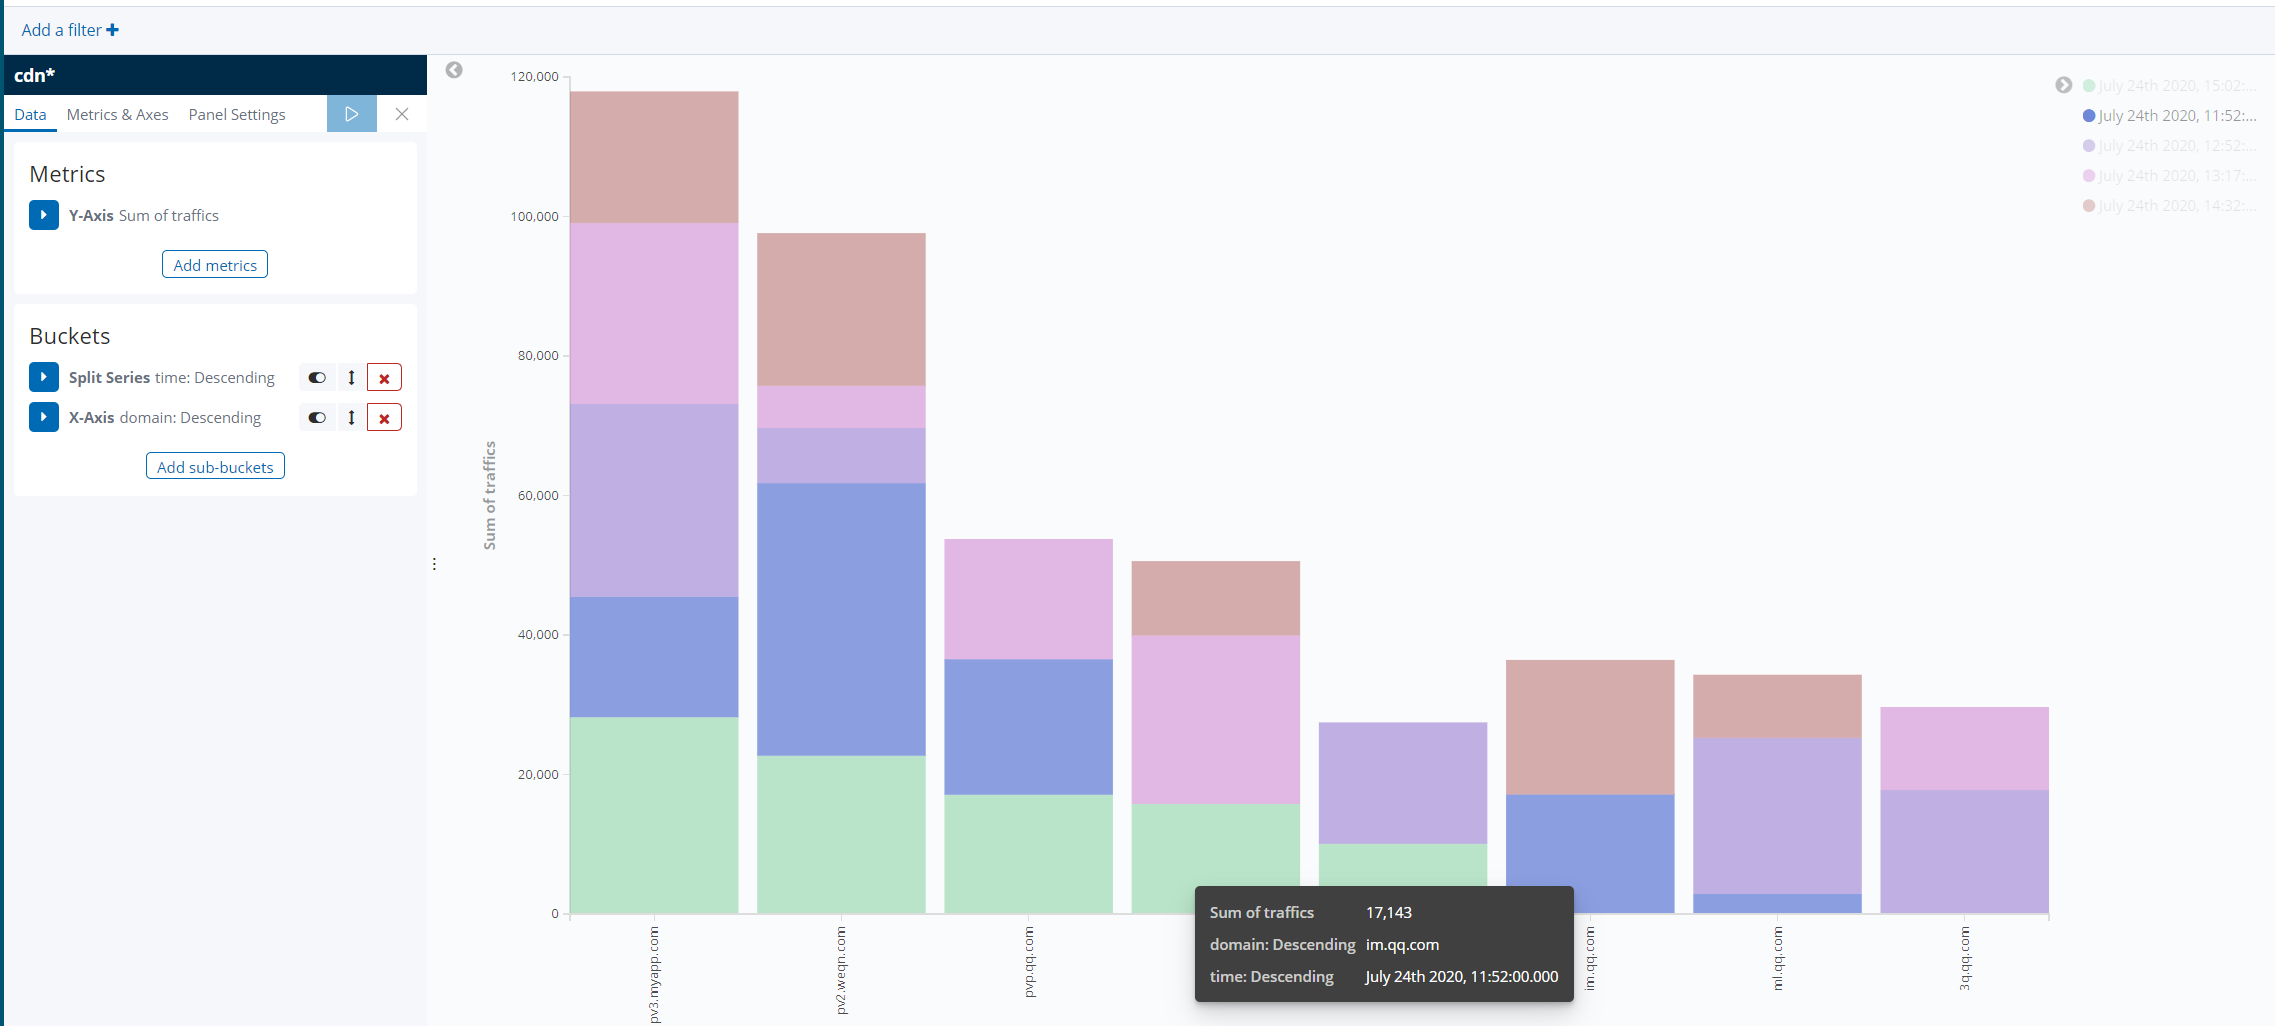 Add a filter
cdn*
Data Metrics & Axes Panel Settings
Metrics
Y-Axis Sum of traffics
Add metrics
Buckets
Split Series time: Descending
X-Axis domain: Descending
Add sub-buckets
Sum of traffics
120,000
100,000
80,000
60,000
40,000
20,000
0
pv3.myapp.com
pv2.weqn.com
pvp.qq.com
im.qq.com
ml.qq.com
3q.qq.com
Sum of traffics 17,143
domain: Descending im.qq.com
time: Descending July 24th 2020, 11:52:00.000
July 24th 2020, 15:02:...
July 24th 2020, 11:52:...
July 24th 2020, 12:52:...
July 24th 2020, 13:17:...
July 24th 2020, 14:32:...